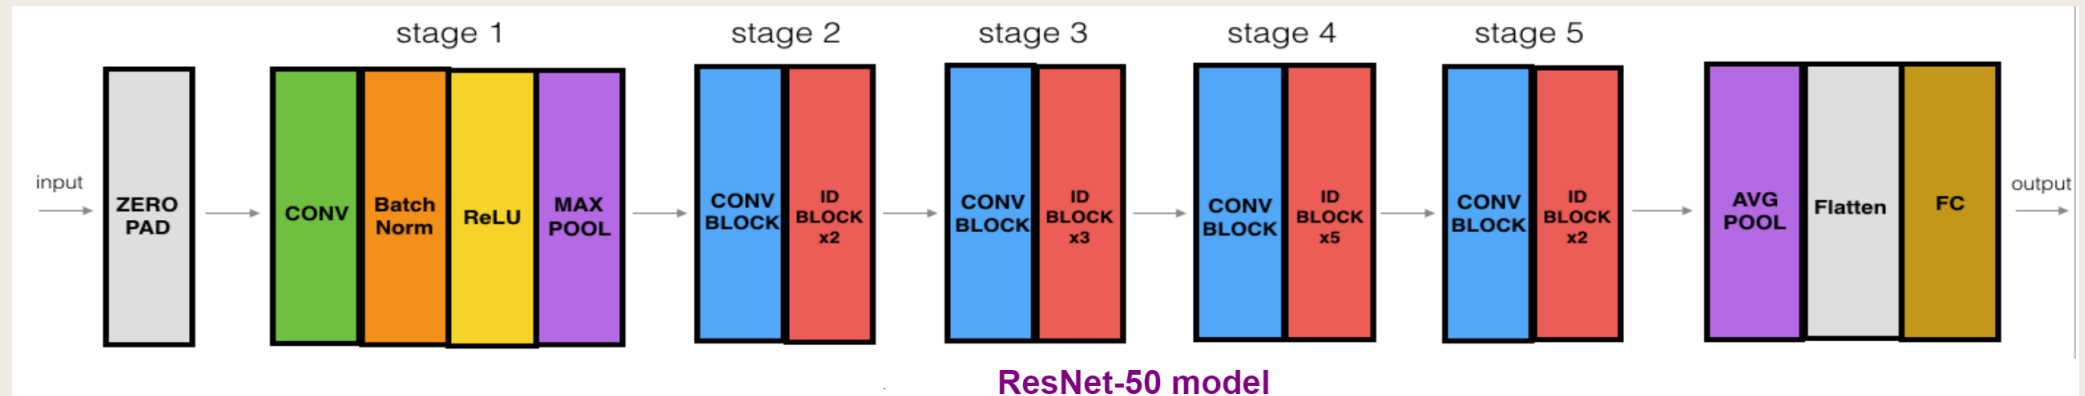 stage 1
stage 2
stage 3
stage 4
stage 5
input
ZERO
PAD
CONV
Batch
Norm
ReLU
MAX
POOL
CONV
BLOCK
ID
BLOCK
x2
CONV
BLOCK
ID
BLOCK
x3
CONV
BLOCK
ID
BLOCK
x5
CONV
BLOCK
ID
BLOCK
x2
AVG
POOL
Flatten
FC
output
ResNet-50 model